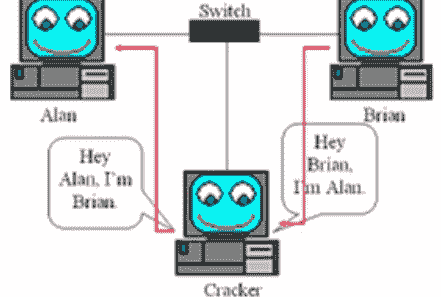 Switch
Alan
Brian
Hey
Alan, I'm
Brian.
Hey
Brian,
I'm Alan.
Cracker